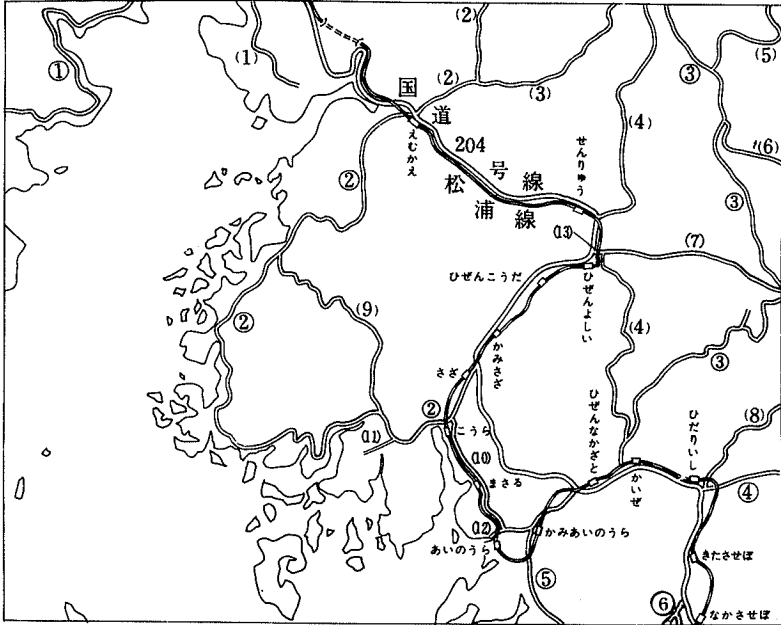 ①
(1)
(2)
(2)
(3)
(4)
③
(5)
(6)
③
国道204号線
松浦線
えむかえ
せんりゅう
②
(13)
(7)
ひぜんこうだ
ひぜんよしい
②
(9)
(4)
③
かみさざ
さざ
②
こうら
(11)
(10)
まさる
(12)
あいのうら
かみあいのうら
ひぜんなかざと
かいぜ
ひだりいし
(8)
④
⑤
きたさせぼ
⑥
なかさせぼ